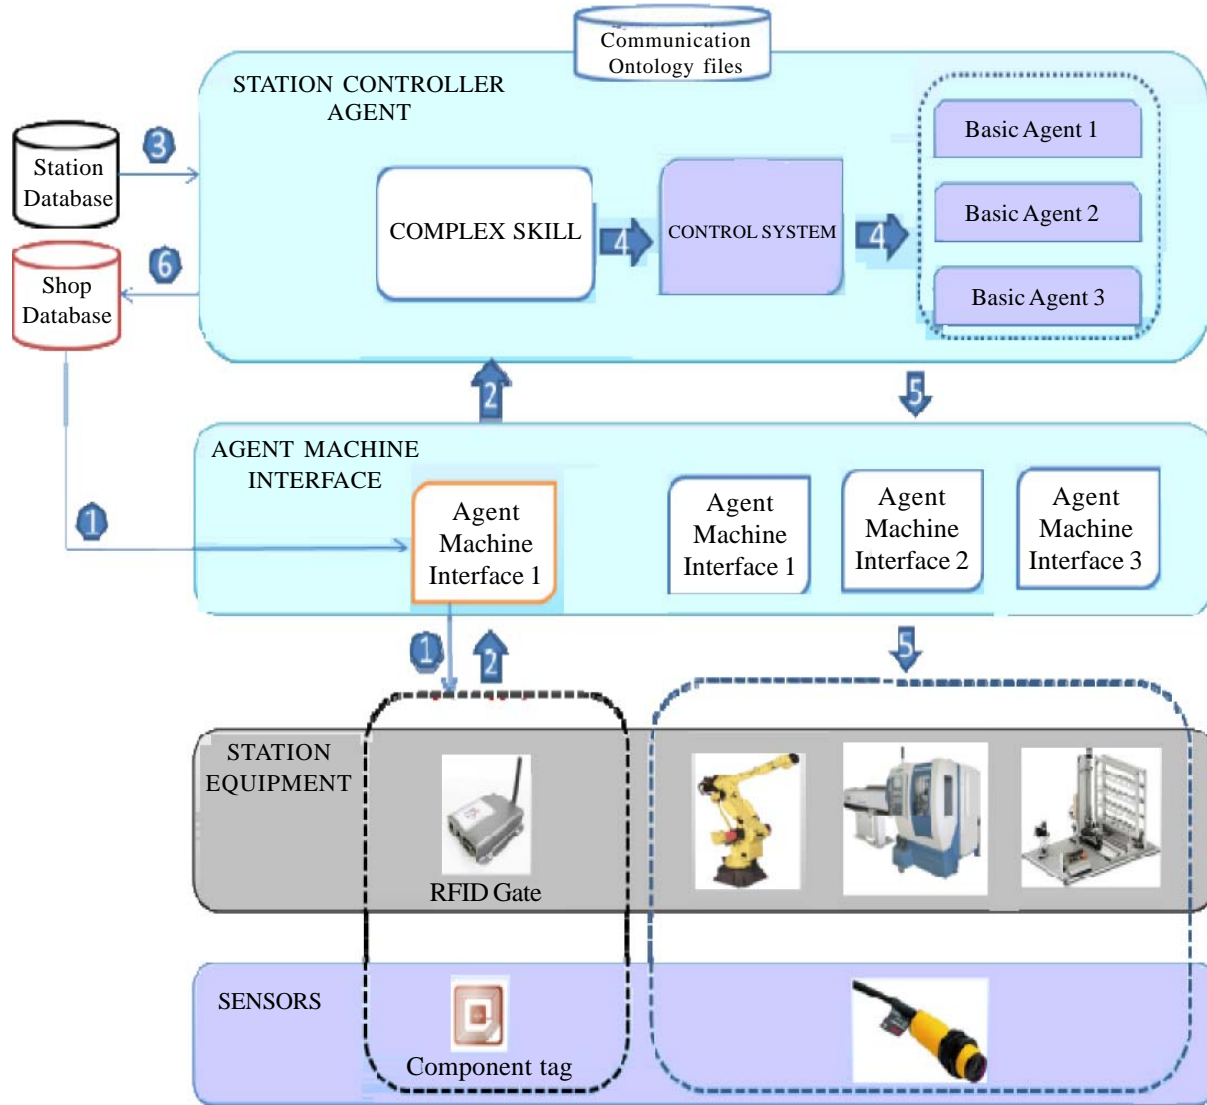 Communication
Ontology files
STATION CONTROLLER
AGENT
3
Station
Database
6
Shop
Database
COMPLEX SKILL
4
CONTROL SYSTEM
4
Basic Agent 1
Basic Agent 2
Basic Agent 3
2
5
AGENT MACHINE
INTERFACE
1
Agent
Machine
Interface 1
Agent
Machine
Interface 1
Agent
Machine
Interface 2
Agent
Machine
Interface 3
1
2
5
STATION
EQUIPMENT
RFID Gate
SENSORS
Component tag